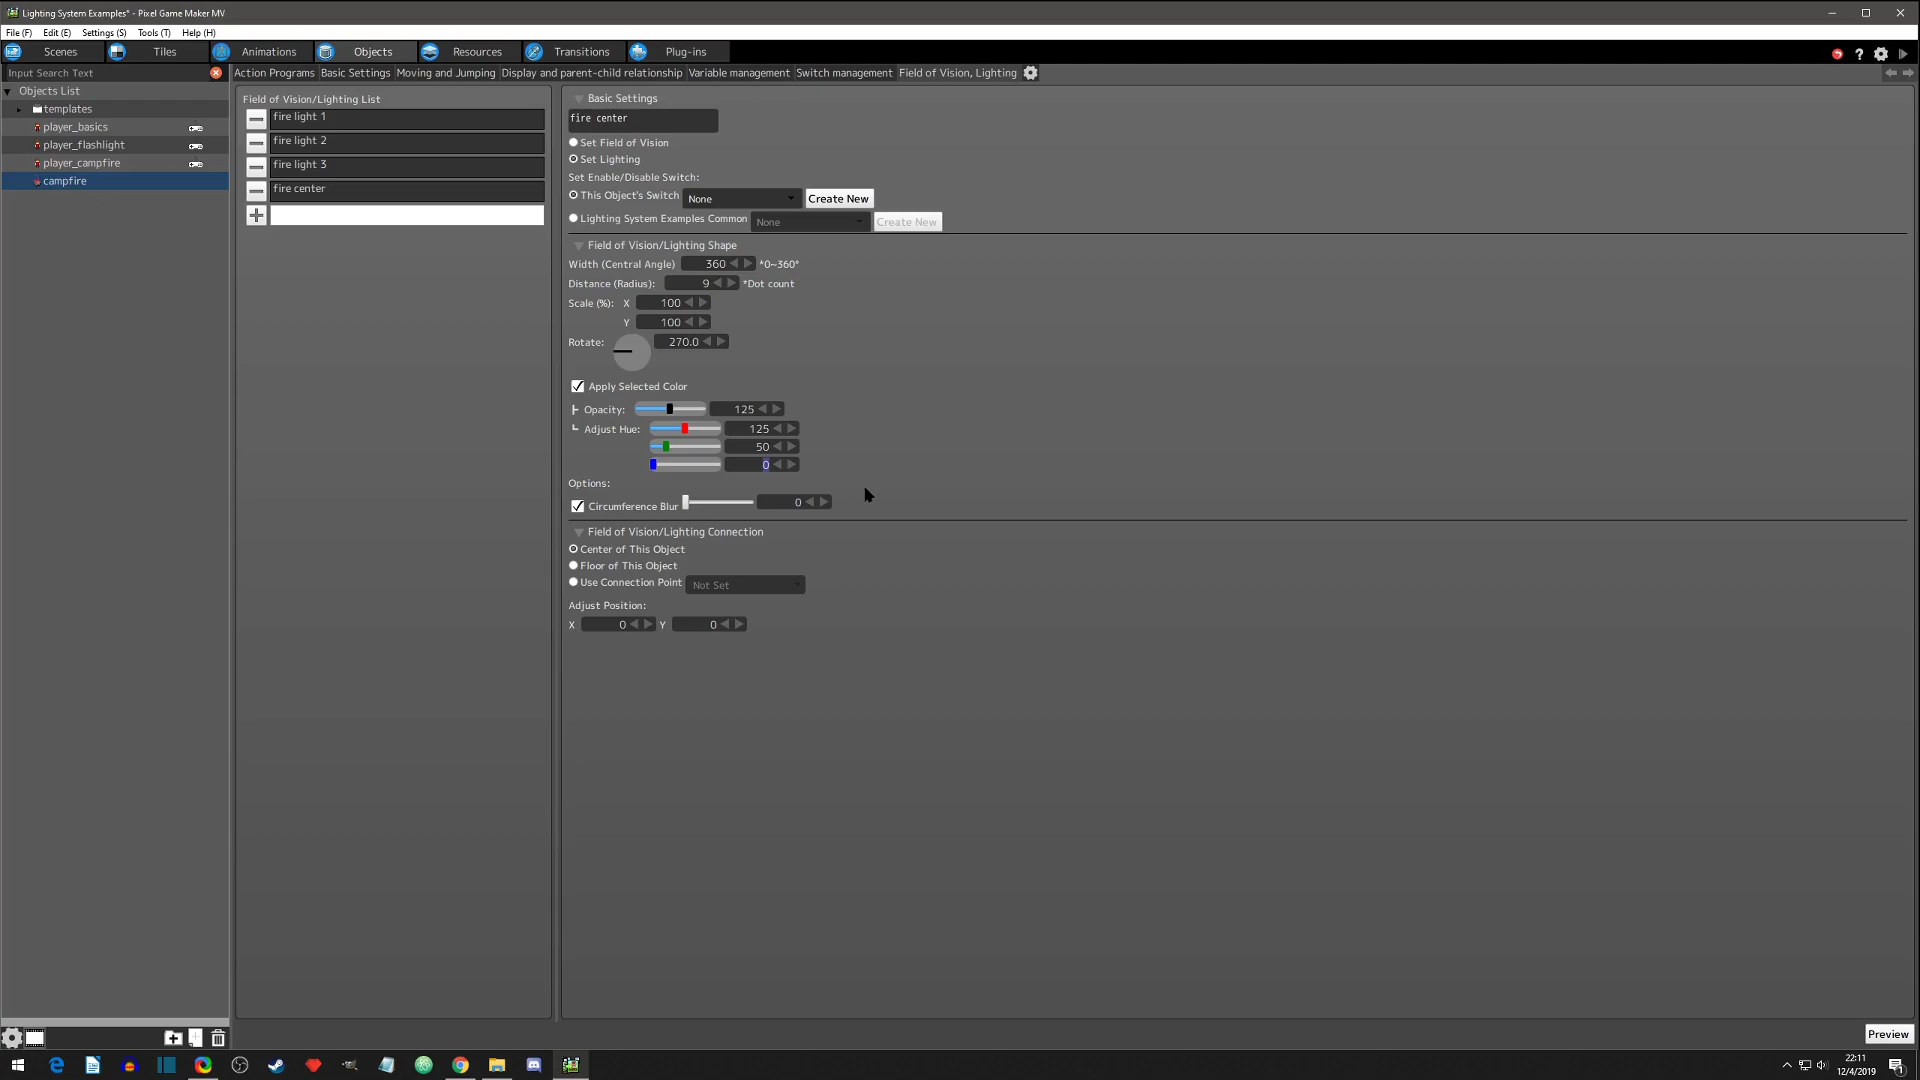 Lighting System Examples* - Pixel Game Maker MV
File (F) Edit (E) Settings (S) Tools (T) Help (H)
Scenes Tiles Animations Objects Resources Transitions Plug-ins ?
Input Search Text
Action Programs Basic Settings Moving and Jumping Display and parent-child relationship Variable management Switch management Field of Vision, Lighting
Objects List
templates
player_basics
player_flashlight
player_campfire
campfire
Field of Vision/Lighting List
fire light 1
fire light 2
fire light 3
fire center
Basic Settings
fire center
Set Field of Vision
Set Lighting
Set Enable/Disable Switch:
This Object's Switch None Create New
Lighting System Examples Common None Create New
Field of Vision/Lighting Shape
Width (Central Angle) 360 *0~360°
Distance (Radius): 9 *Dot count
Scale (%): X 100
Y 100
Rotate: 270.0
Apply Selected Color
Opacity: 125
Adjust Hue: 125
50
0
Options:
Circumference Blur 0
Field of Vision/Lighting Connection
Center of This Object
Floor of This Object
Use Connection Point Not Set
Adjust Position:
X 0 Y 0
Preview
22:11
12/4/2019